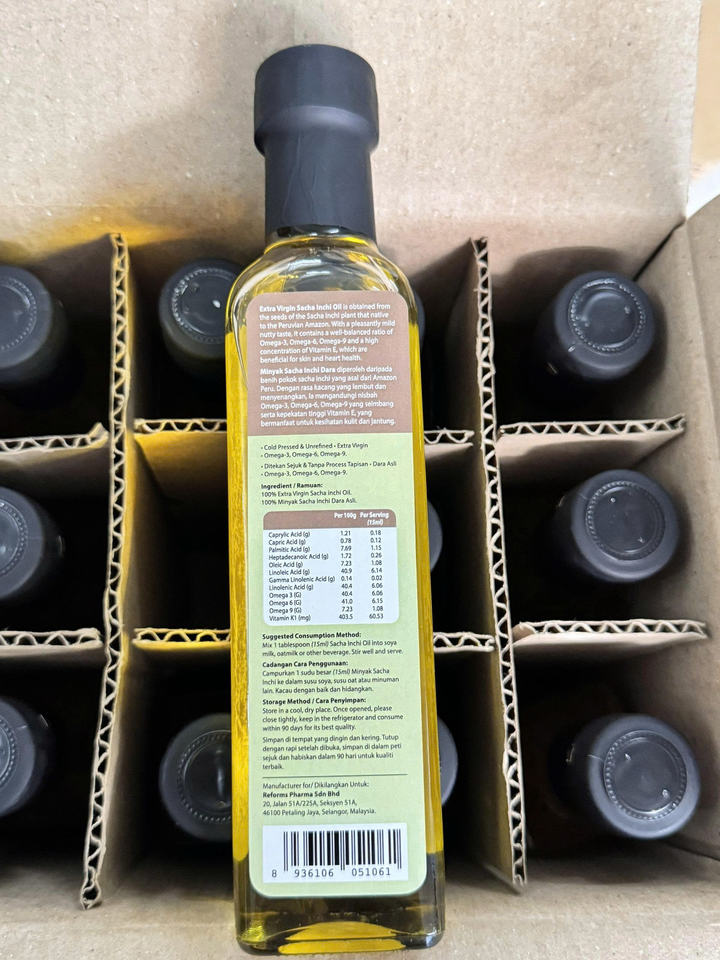 Extra Virgin Sacha Inchi Oil is obtained from
the seeds of the Sacha Inchi plant that native
to the Peruvian Amazon. With a pleasantly mild
nutty taste, it contains a well-balanced ratio of
Omega-3, Omega-6, Omega-9 and a high
concentration of Vitamin E, which are
beneficial for skin and heart health.
Minyak Sacha Inchi Dara diperoleh daripada
benih pokok sacha inchi yang asal dari Amazon
Peru. Dengan rasa kacang yang lembut dan
menyenangkan, ia mengandungi nisbah
Omega-3, Omega-6, Omega-9 yang seimbang
serta kepekatan tinggi Vitamin E, yang
bermanfaat untuk kesihatan kulit dan jantung.
• Cold Pressed & Unrefined • Extra Virgin
• Omega-3, Omega-6, Omega-9.
• Ditekan Sejuk & Tanpa Process Tapisan • Dara Asli
• Omega-3, Omega-6, Omega-9.
Ingredient / Ramuan:
100% Extra Virgin Sacha Inchi Oil.
100% Minyak Sacha Inchi Dara Asli.
Per 100g Per Serving
(15ml)
Caprylic Acid (g) 1.21 0.18
Capric Acid (g) 0.78 0.12
Palmitic Acid (g) 7.69 1.15
Heptadecanoic Acid (g) 1.72 0.26
Oleic Acid (g) 7.23 1.08
Linoleic Acid (g) 40.9 6.14
Gamma Linolenic Acid (g) 0.14 0.02
Linolenic Acid (g) 40.4 6.06
Omega 3 (G) 40.4 6.06
Omega 6 (G) 41.0 6.15
Omega 9 (G) 7.23 1.08
Vitamin K1 (mg) 403.5 60.53
Suggested Consumption Method:
Mix 1 tablespoon (15ml) Sacha Inchi Oil into soya
milk, oatmilk or other beverage. Stir well and serve.
Cadangan Cara Penggunaan:
Campurkan 1 sudu besar (15ml) Minyak Sacha
Inchi ke dalam susu soya, susu oat atau minuman
lain. Kacau dengan baik dan hidangkan.
Storage Method / Cara Penyimpan:
Store in a cool, dry place. Once opened, please
close tightly, keep in the refrigerator and consume
within 90 days for its best quality.
Simpan di tempat yang dingin dan kering. Tutup
dengan rapi setelah dibuka, simpan di dalam peti
sejuk dan habiskan dalam 90 hari untuk kualiti
terbaik.
Manufacturer for/ Dikilangkan Untuk:
Reforms Pharma Sdn Bhd
20, Jalan 51A/225A, Seksyen 51A,
46100 Petaling Jaya, Selangor, Malaysia.
8 936106 051061